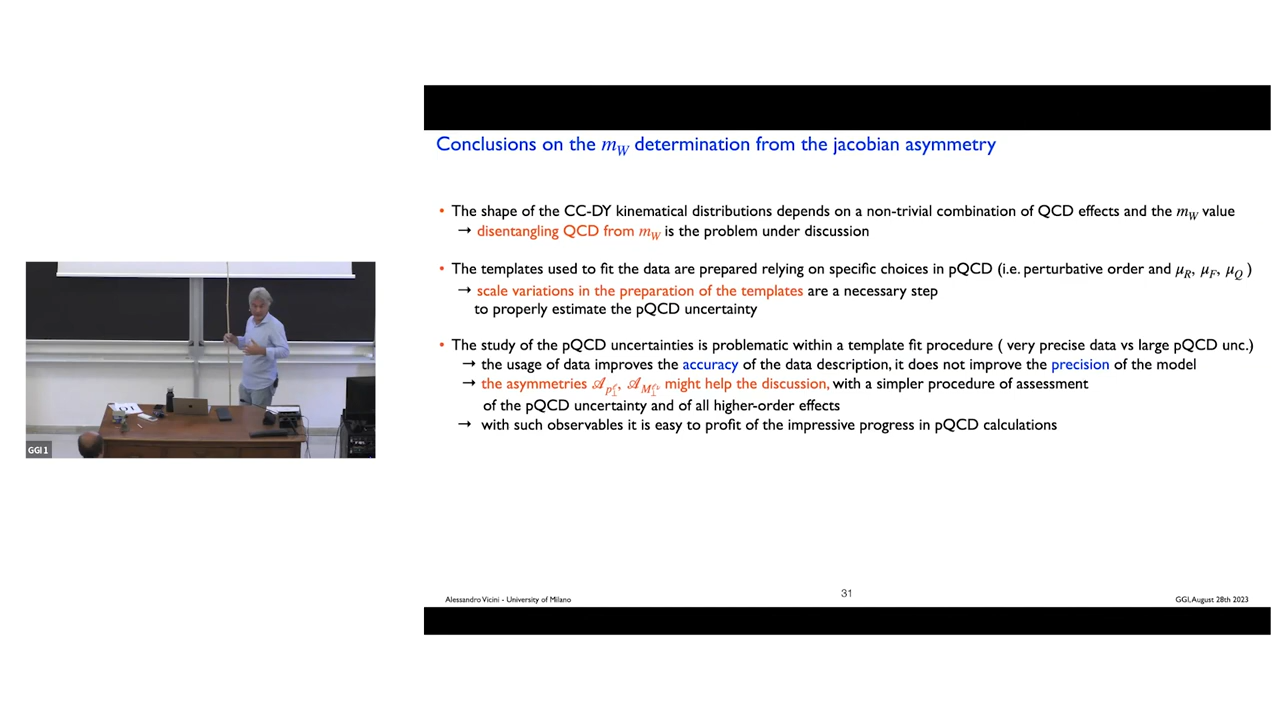 Conclusions on the m_W determination from the jacobian asymmetry
• The shape of the CC-DY kinematical distributions depends on a non-trivial combination of QCD effects and the m_W value
→ disentangling QCD from m_W is the problem under discussion
• The templates used to fit the data are prepared relying on specific choices in pQCD (i.e. perturbative order and μ_R, μ_F, μ_Q )
→ scale variations in the preparation of the templates are a necessary step
to properly estimate the pQCD uncertainty
• The study of the pQCD uncertainties is problematic within a template fit procedure ( very precise data vs large pQCD unc.)
→ the usage of data improves the accuracy of the data description, it does not improve the precision of the model
→ the asymmetries 𝒜_{p_⊥^ℓ}, 𝒜_{M_⊥^{ℓν}} might help the discussion, with a simpler procedure of assessment
of the pQCD uncertainty and of all higher-order effects
→ with such observables it is easy to profit of the impressive progress in pQCD calculations
GGI 1
Alessandro Vicini - University of Milano
31
GGI, August 28th 2023